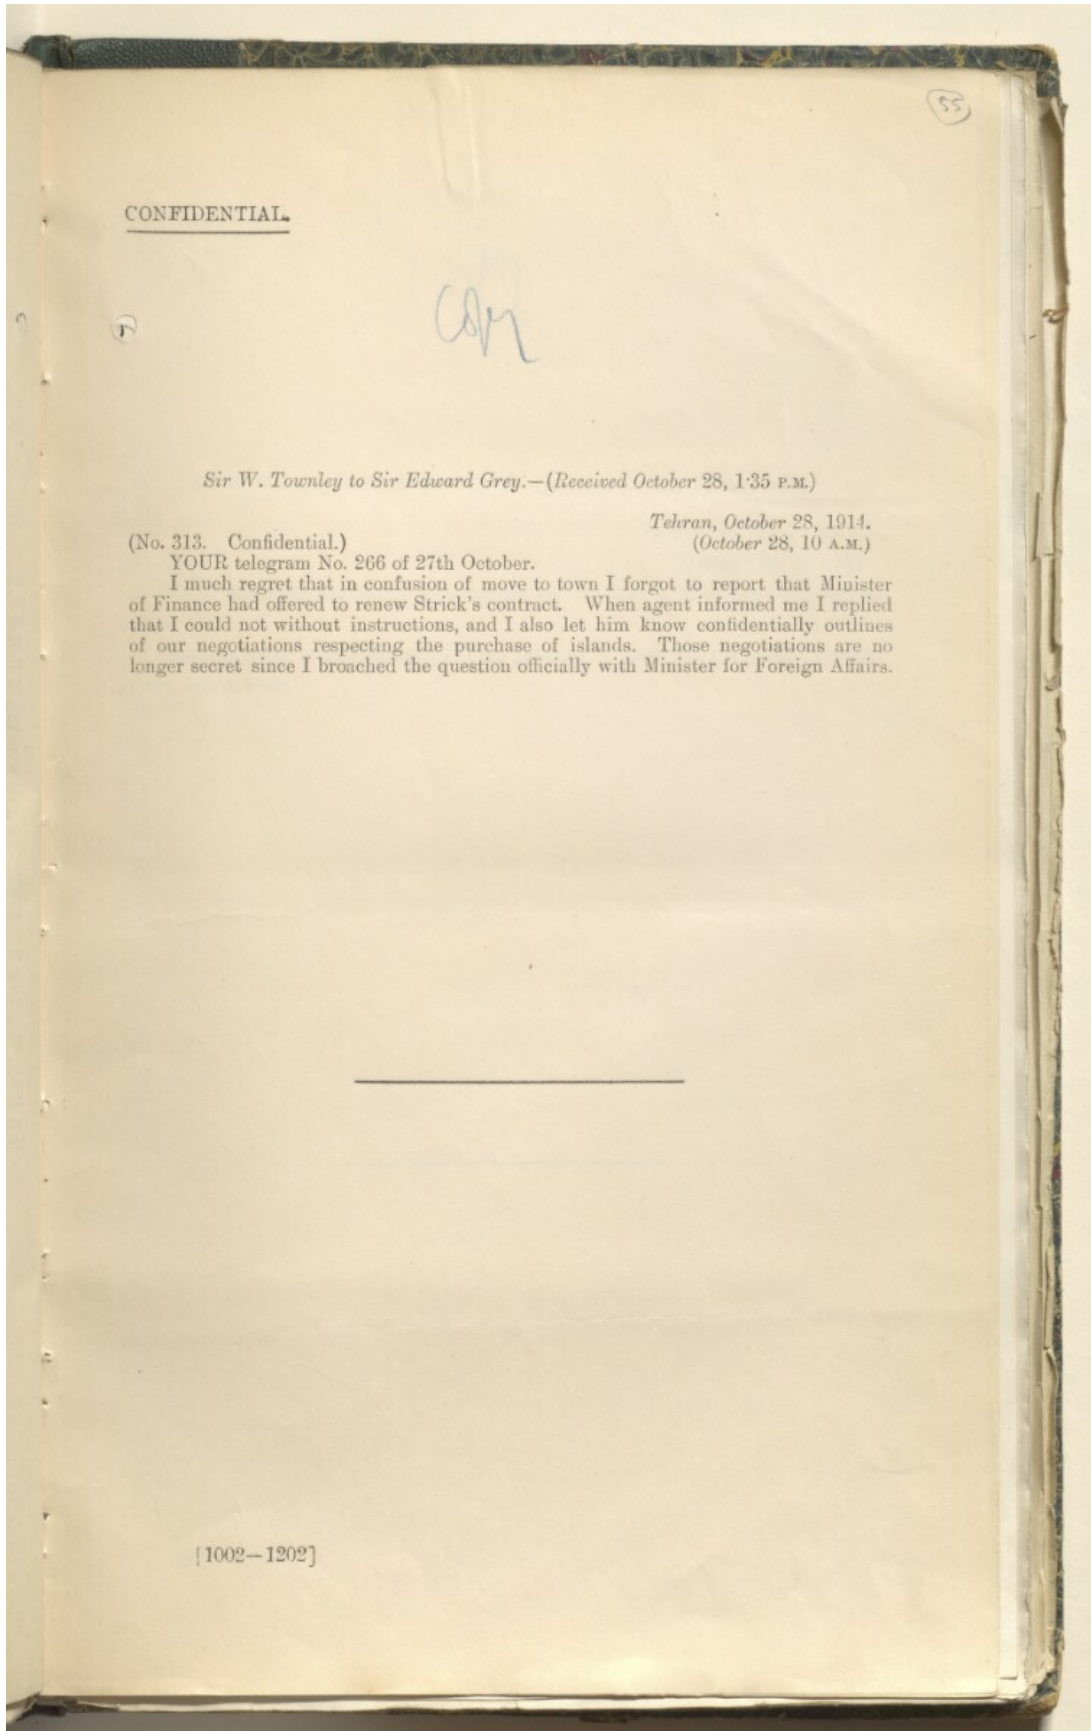 55
CONFIDENTIAL.
Copy
Sir W. Townley to Sir Edward Grey.—(Received October 28, 1·35 P.M.)
Tehran, October 28, 1914.
(No. 313. Confidential.) (October 28, 10 A.M.)
YOUR telegram No. 266 of 27th October.
I much regret that in confusion of move to town I forgot to report that Minister
of Finance had offered to renew Strick's contract. When agent informed me I replied
that I could not without instructions, and I also let him know confidentially outlines
of our negotiations respecting the purchase of islands. Those negotiations are no
longer secret since I broached the question officially with Minister for Foreign Affairs.
[1002—1202]